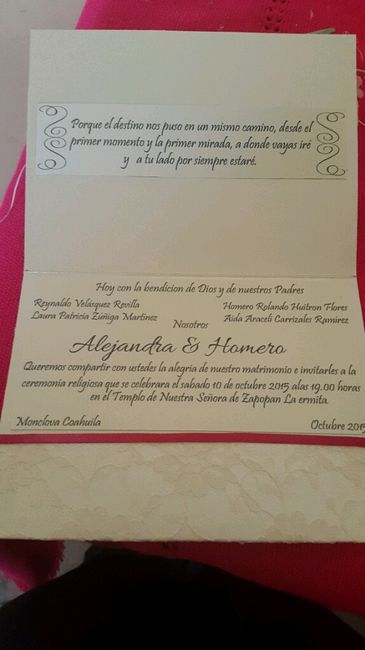 Porque el destino nos puso en un mismo camino, desde el
primer momento y la primer mirada, a donde vayas iré
y a tu lado por siempre estaré.
Hoy con la bendicion de Dios y de nuestros Padres
Reynaldo Velásquez Revilla
Laura Patricia Zúñiga Martinez
Homero Rolando Huitron Flores
Aida Araceli Carrizales Ramirez
Nosotros
Alejandra & Homero
Queremos compartir con ustedes la alegria de nuestro matrimonio e invitarles a la
ceremonia religiosa que se celebrara el sabado 10 de octubre 2015 alas 19.00 horas
en el Templo de Nuestra Señora de Zapopan La ermita.
Monclova Coahuila
Octubre 2015